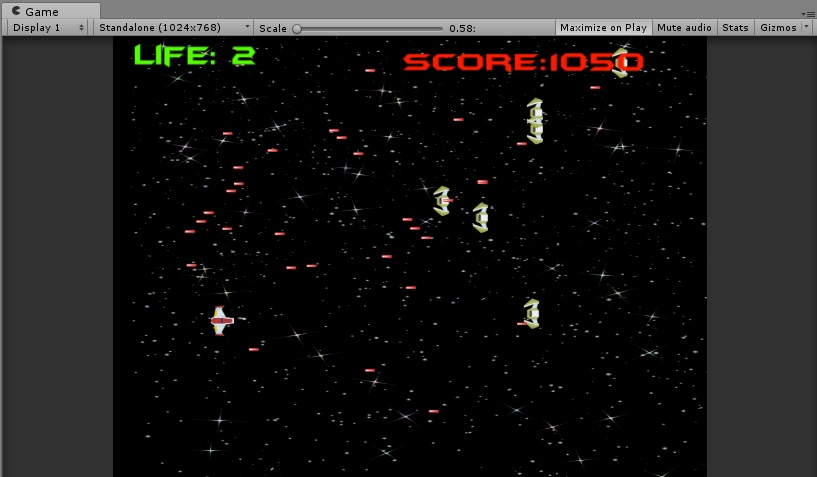 Game
Display 1 Standalone (1024x768) Scale 0.58: Maximize on Play Mute audio Stats Gizmos
LIFE: 2 SCORE:1050